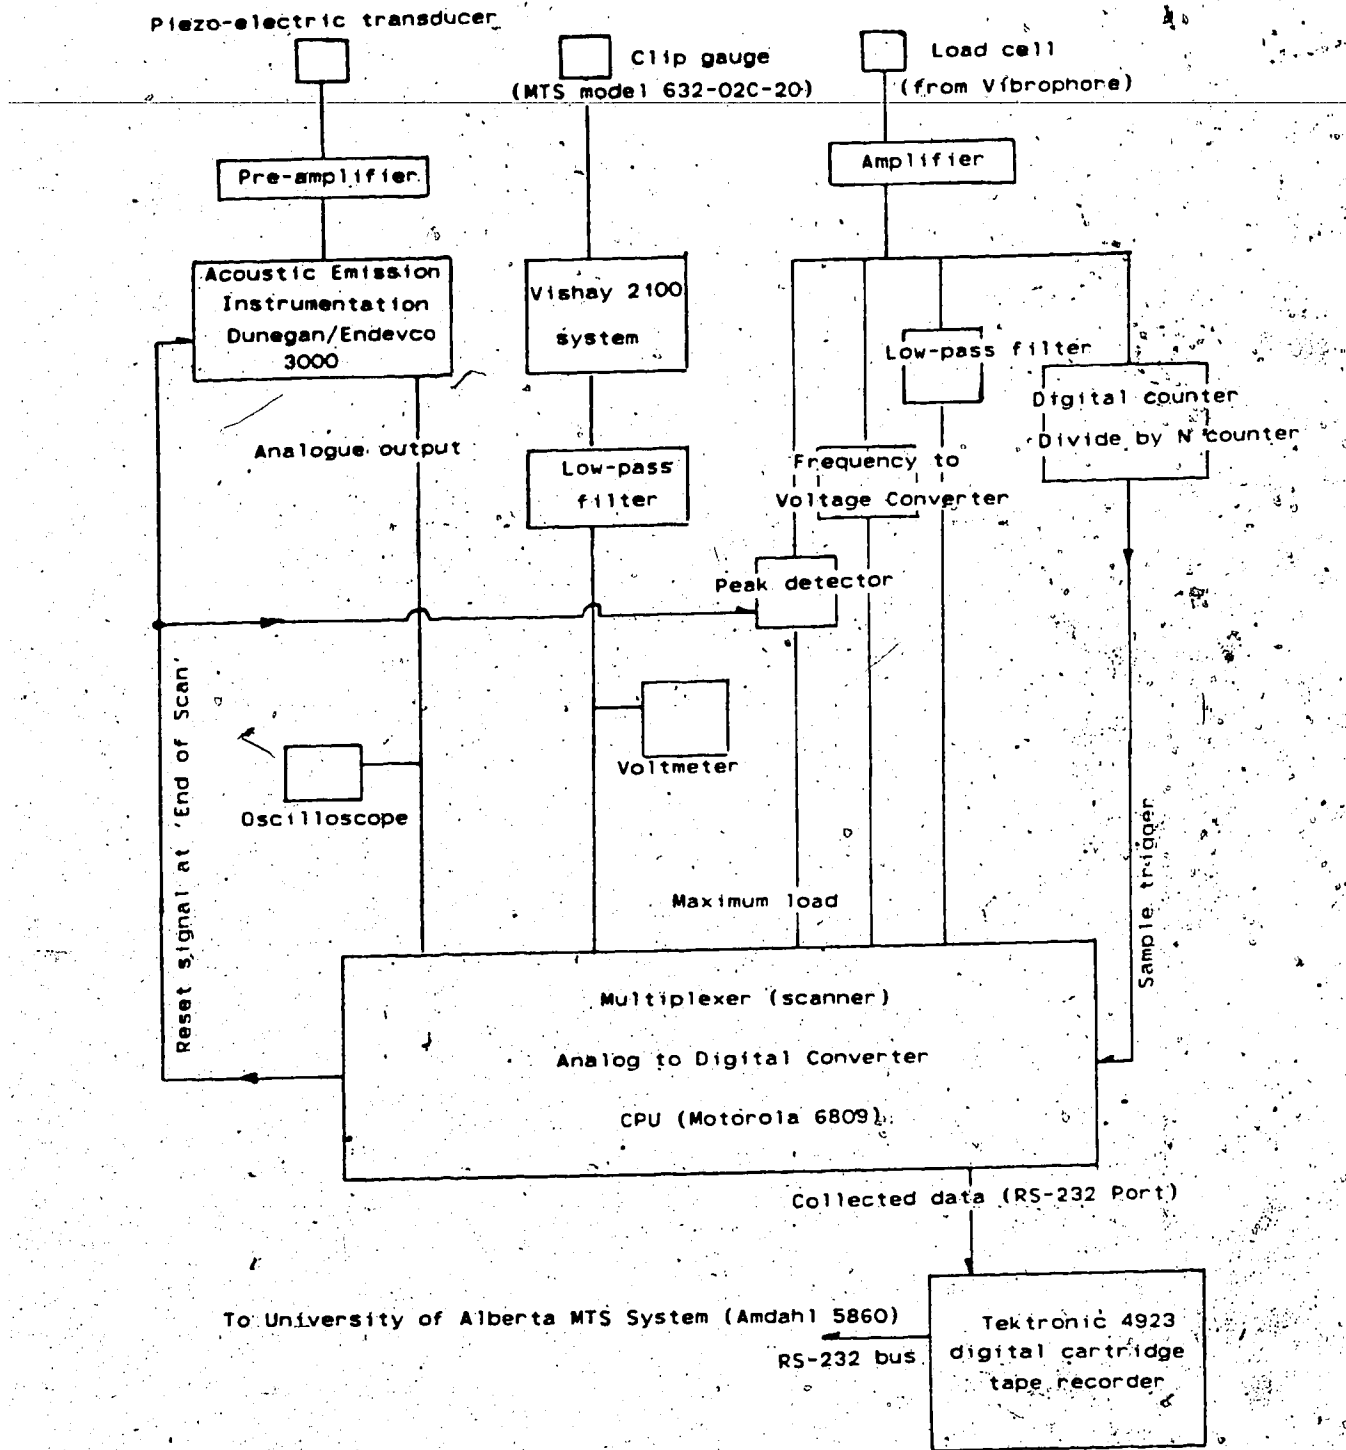 Piezo-electric transducer
Clip gauge
(MTS model 632-02C-20)
Load cell
(from Vibrophore)
Pre-amplifier
Amplifier
Acoustic Emission
Instrumentation
Dunegan/Endevco
3000
Vishay 2100
system
Low-pass filter
Digital counter
Divide by N counter
Analogue output
Low-pass
filter
Frequency to
Voltage Converter
Peak detector
Reset signal at 'End of Scan'
Voltmeter
Oscilloscope
Sample trigger
Maximum load
Multiplexer (scanner)
Analog to Digital Converter
CPU (Motorola 6809)
Collected data (RS-232 Port)
To University of Alberta MTS System (Amdahl 5860)
RS-232 bus
Tektronic 4923
digital cartridge
tape recorder